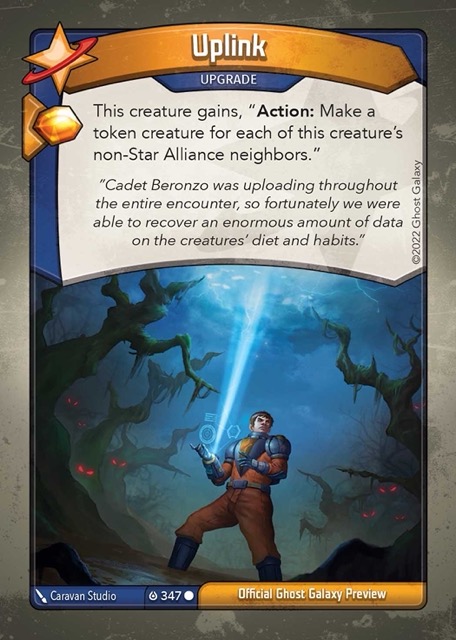 Uplink
UPGRADE
This creature gains, “Action: Make a
token creature for each of this creature’s
non-Star Alliance neighbors.”
“Cadet Beronzo was uploading throughout
the entire encounter, so fortunately we were
able to recover an enormous amount of data
on the creatures’ diet and habits.”
©2022 Ghost Galaxy
Caravan Studio
347
Official Ghost Galaxy Preview